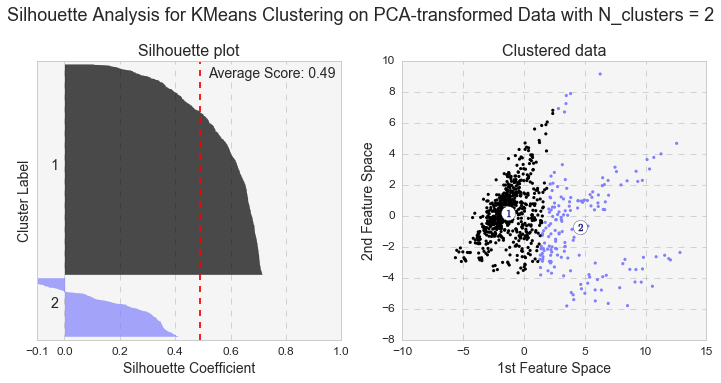 Silhouette Analysis for KMeans Clustering on PCA-transformed Data with N_clusters = 2
Silhouette plot
Average Score: 0.49
Cluster Label
1
2
-0.1 0.0 0.2 0.4 0.6 0.8 1.0
Silhouette Coefficient
Clustered data
2nd Feature Space
10
8
6
4
2
0
−2
−4
−6
−8
1
2
−10 −5 0 5 10 15
1st Feature Space